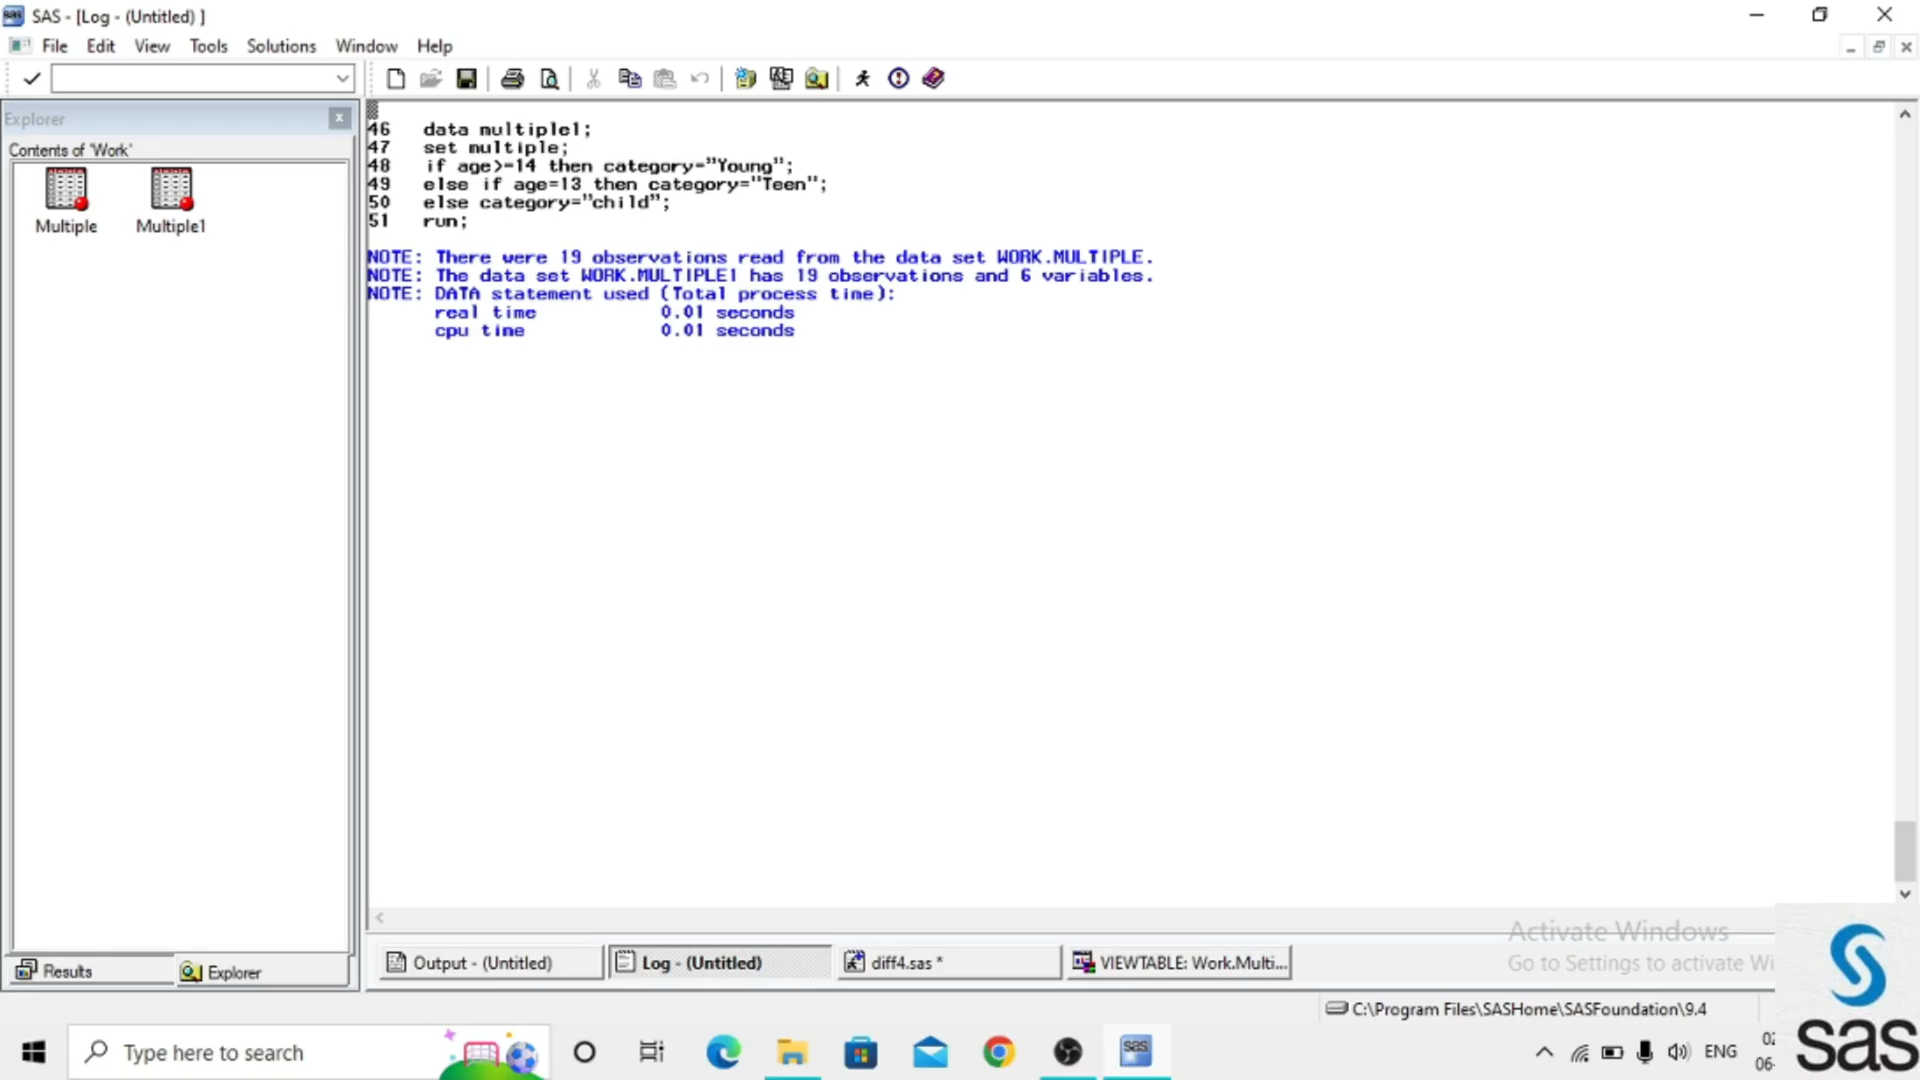 SAS - [Log - (Untitled) ]
File Edit View Tools Solutions Window Help
Explorer
Contents of 'Work'
Multiple Multiple1
46 data multiple1;
47 set multiple;
48 if age>=14 then category="Young";
49 else if age=13 then category="Teen";
50 else category="child";
51 run;
NOTE: There were 19 observations read from the data set WORK.MULTIPLE.
NOTE: The data set WORK.MULTIPLE1 has 19 observations and 6 variables.
NOTE: DATA statement used (Total process time):
real time 0.01 seconds
cpu time 0.01 seconds
Activate Windows
Go to Settings to activate
Results Explorer
Output - (Untitled) Log - (Untitled) diff4.sas * VIEWTABLE: Work.Multi...
C:\Program Files\SASHome\SASFoundation\9.4
Type here to search
ENG
sas